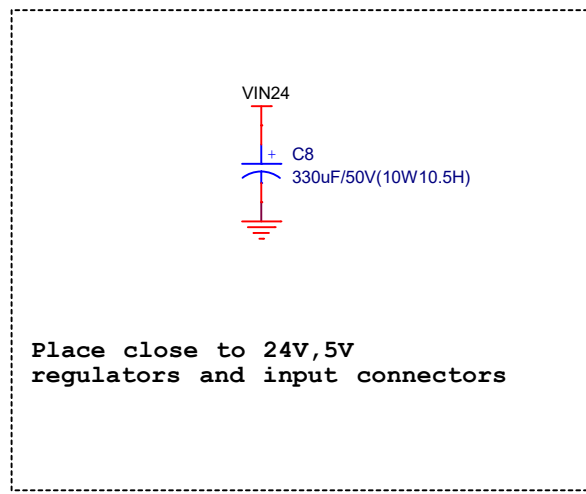 VIN24
+
C8
330uF/50V(10W10.5H)
Place close to 24V,5V
regulators and input connectors